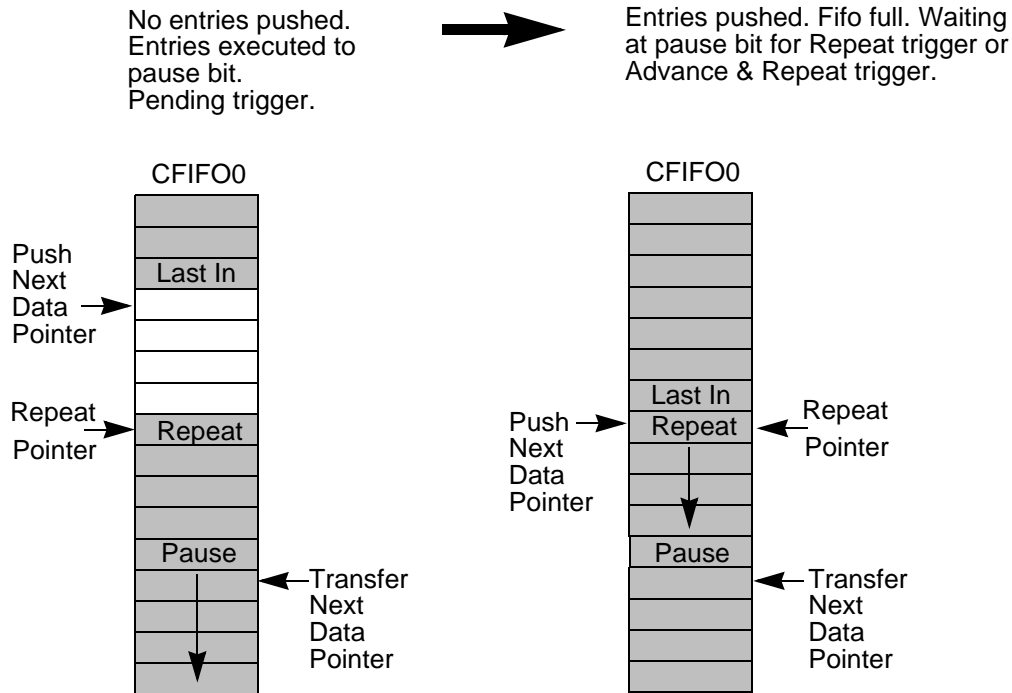 No entries pushed.
Entries executed to
pause bit.
Pending trigger.
Entries pushed. Fifo full. Waiting
at pause bit for Repeat trigger or
Advance & Repeat trigger.
CFIFO0
Push
Next
Data
Pointer
Last In
Repeat
Pointer
Repeat
Pause
Transfer
Next
Data
Pointer
CFIFO0
Last In
Push
Next
Data
Pointer
Repeat
Repeat
Pointer
Pause
Transfer
Next
Data
Pointer